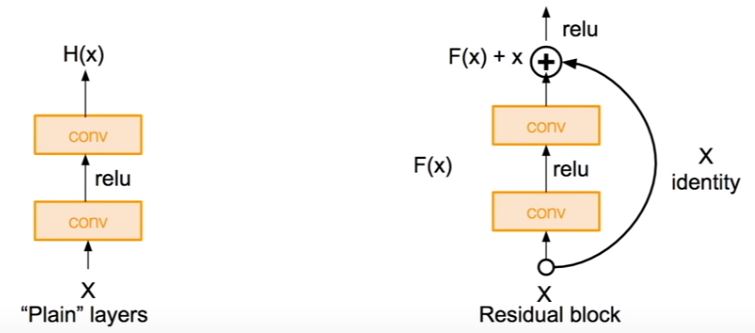 H(x)
conv
relu
conv
X
“Plain” layers
relu
F(x) + x
+
conv
F(x)
relu
conv
X
identity
X
Residual block